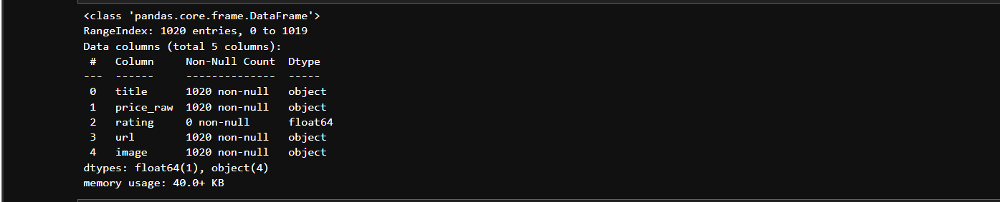 <class 'pandas.core.frame.DataFrame'>
RangeIndex: 1020 entries, 0 to 1019
Data columns (total 5 columns):
 #   Column     Non-Null Count  Dtype
---  ------     --------------  -----
 0   title      1020 non-null   object
 1   price_raw  1020 non-null   object
 2   rating     0 non-null      float64
 3   url        1020 non-null   object
 4   image      1020 non-null   object
dtypes: float64(1), object(4)
memory usage: 40.0+ KB